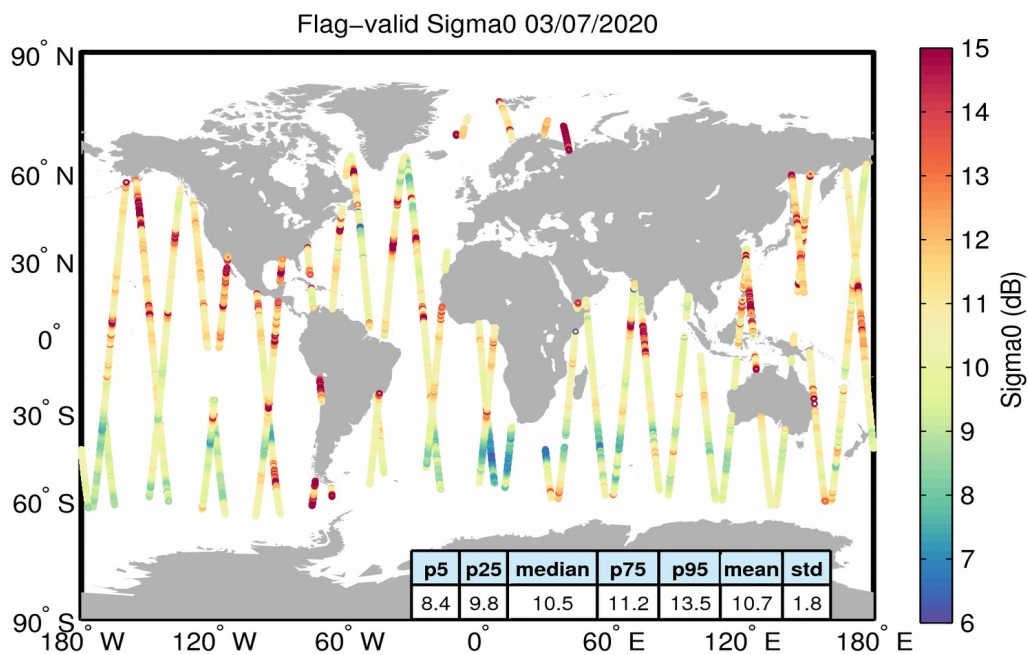 Flag−valid Sigma0 03/07/2020
90° N
60° N
30° N
0°
30° S
60° S
90° S
180° W
120° W
60° W
0°
60° E
120° E
180° E
p5 p25 median p75 p95 mean std
8.4 9.8 10.5 11.2 13.5 10.7 1.8
15
14
13
12
11
10
9
8
7
6
Sigma0 (dB)